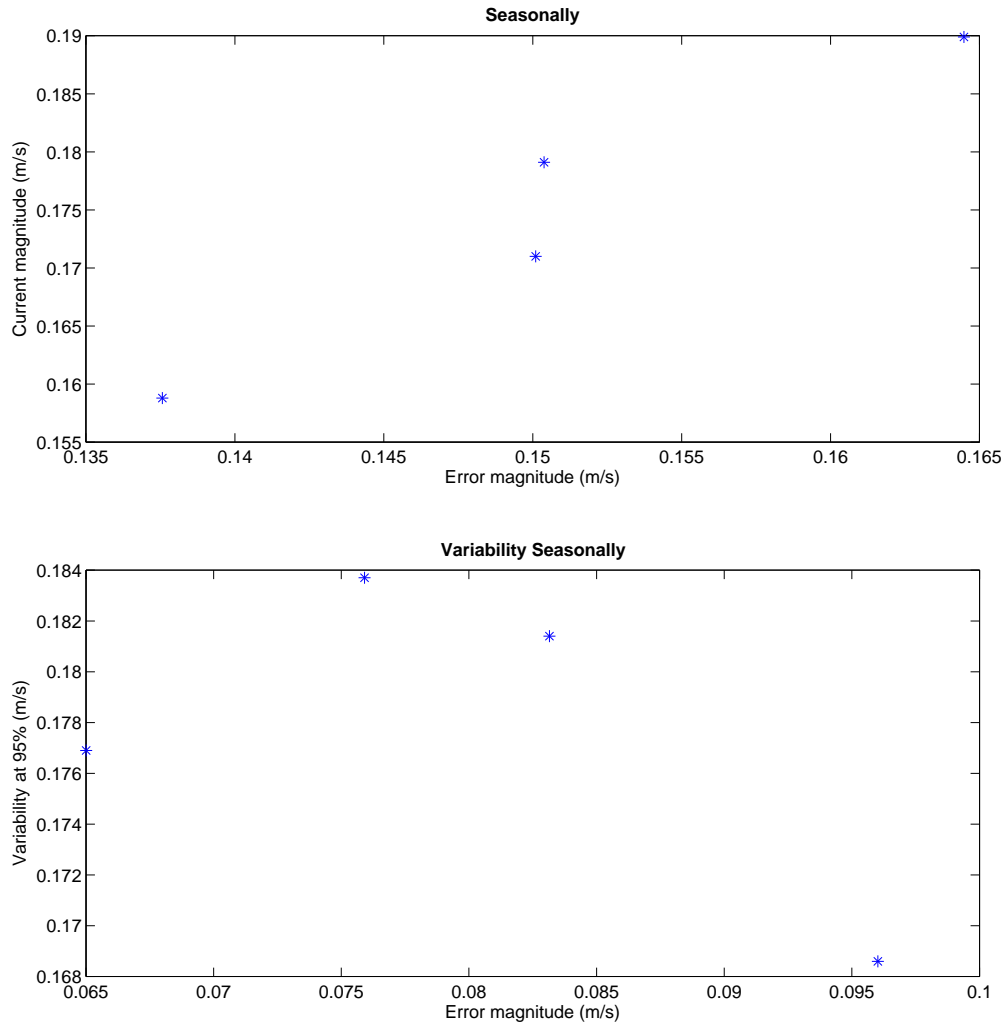 Seasonally
0.19
0.185
0.18
0.175
0.17
0.165
0.16
0.155
Current magnitude (m/s)
0.135 0.14 0.145 0.15 0.155 0.16 0.165
Error magnitude (m/s)
Variability Seasonally
0.184
0.182
0.18
0.178
0.176
0.174
0.172
0.17
0.168
Variability at 95% (m/s)
0.065 0.07 0.075 0.08 0.085 0.09 0.095 0.1
Error magnitude (m/s)